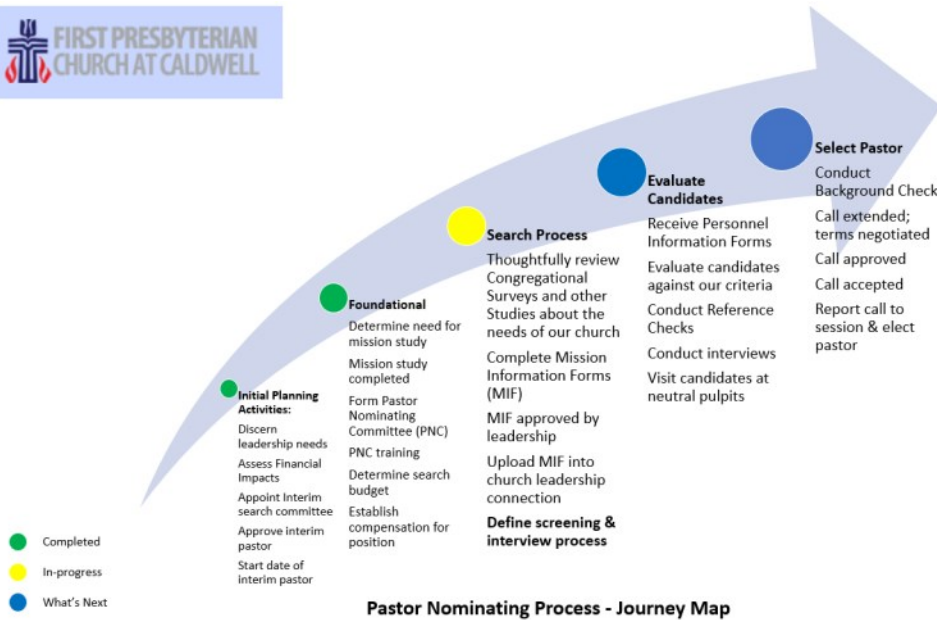 FIRST PRESBYTERIAN
CHURCH AT CALDWELL
Initial Planning
Activities:
Discern
leadership needs
Assess Financial
Impacts
Appoint Interim
search committee
Approve interim
pastor
Start date of
interim pastor
Foundational
Determine need for
mission study
Mission study
completed
Form Pastor
Nominating
Committee (PNC)
PNC training
Determine search
budget
Establish
compensation for
position
Search Process
Thoughtfully review
Congregational
Surveys and other
Studies about the
needs of our church
Complete Mission
Information Forms
(MIF)
MIF approved by
leadership
Upload MIF into
church leadership
connection
Define screening &
interview process
Evaluate
Candidates
Receive Personnel
Information Forms
Evaluate candidates
against our criteria
Conduct Reference
Checks
Conduct interviews
Visit candidates at
neutral pulpits
Select Pastor
Conduct
Background Check
Call extended;
terms negotiated
Call approved
Call accepted
Report call to
session & elect
pastor
Completed
In-progress
What's Next
Pastor Nominating Process - Journey Map